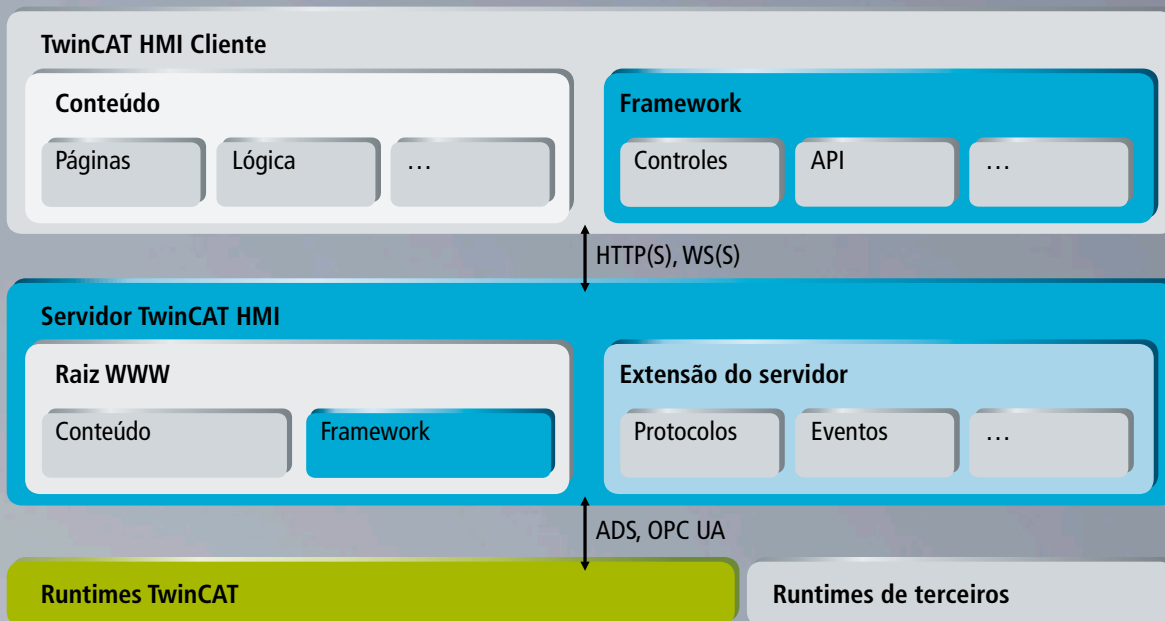 TwinCAT HMI Cliente
Conteúdo
Páginas
Lógica
…
Framework
Controles
API
…
HTTP(S), WS(S)
Servidor TwinCAT HMI
Raiz WWW
Conteúdo
Framework
Extensão do servidor
Protocolos
Eventos
…
ADS, OPC UA
Runtimes TwinCAT
Runtimes de terceiros